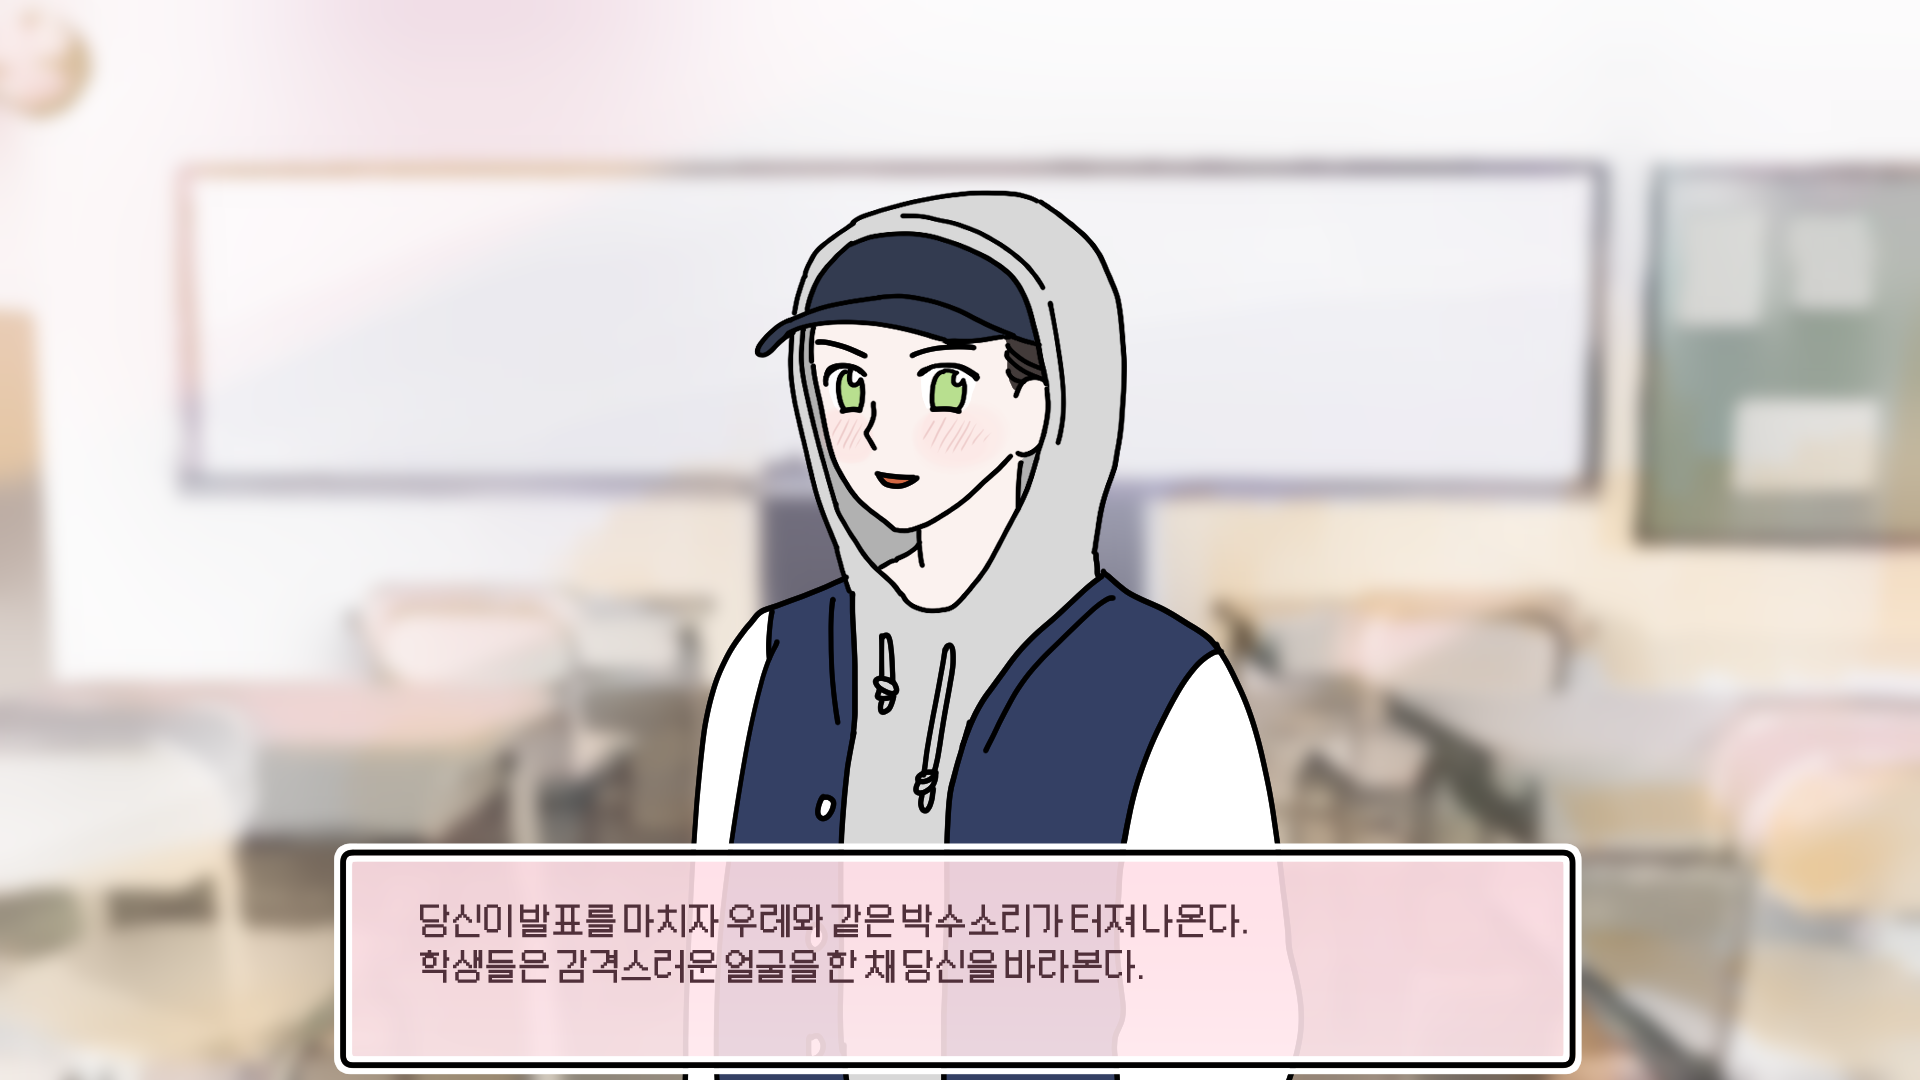 당신이 발표를 마치자 우레와 같은 박수소리가 터져나온다.
학생들은 감격스러운 얼굴을 한 채 당신을 바라본다.